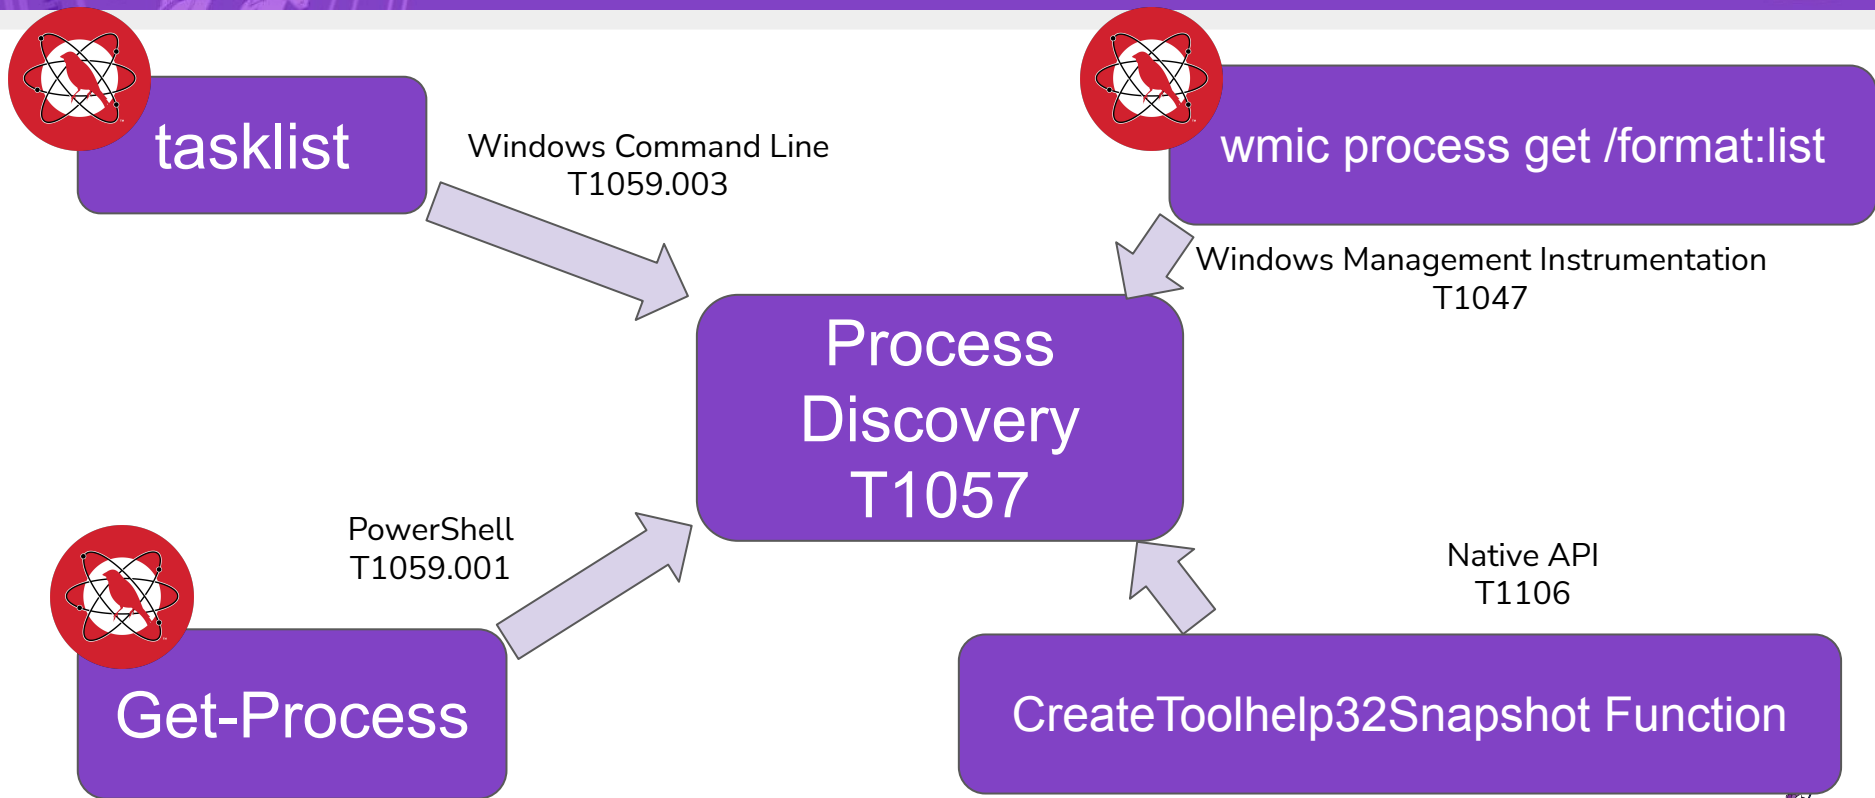 tasklist
Windows Command Line
T1059.003
wmic process get /format:list
Windows Management Instrumentation
T1047
Process
Discovery
T1057
PowerShell
T1059.001
Get-Process
Native API
T1106
CreateToolhelp32Snapshot Function